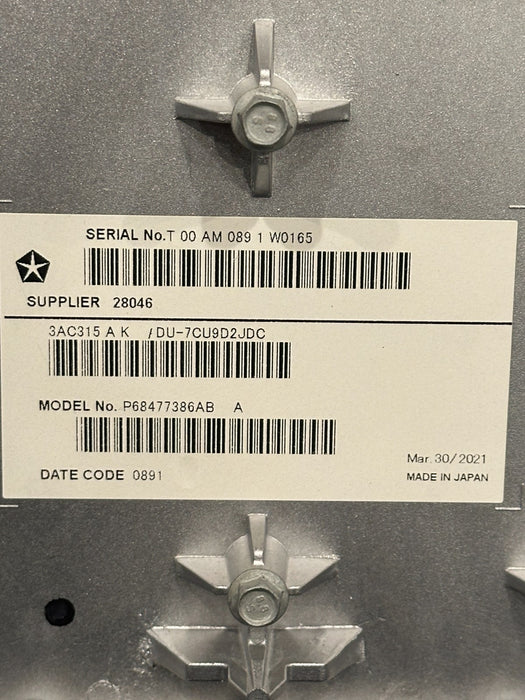 SERIAL No.T 00 AM 089 1 W0165
SUPPLIER 28046
3AC315 A K /DU-7CU9D2JDC
MODEL No. P68477386AB A
Mar.30/2021
DATE CODE 0891
MADE IN JAPAN